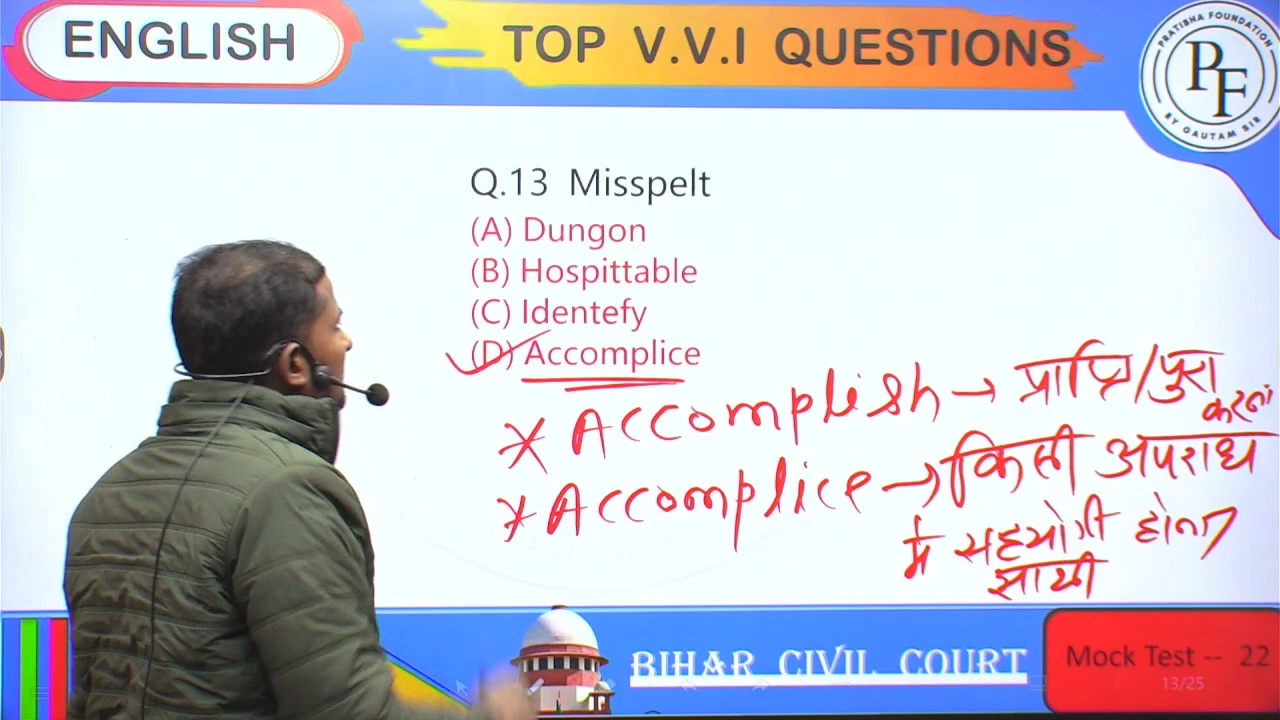 ENGLISH
TOP V.V.I QUESTIONS
PRATIBHA FOUNDATION
PF
BY GAUTAM SIR
Q.13 Misspelt
(A) Dungon
(B) Hospittable
(C) Identefy
(D) Accomplice
* Accomplish → प्राप्ति/पुरा
करना
* Accomplice → किसी अपराध
में सहयोगी होना
साथी
BIHAR CIVIL COURT
Mock Test -- 22
13/25